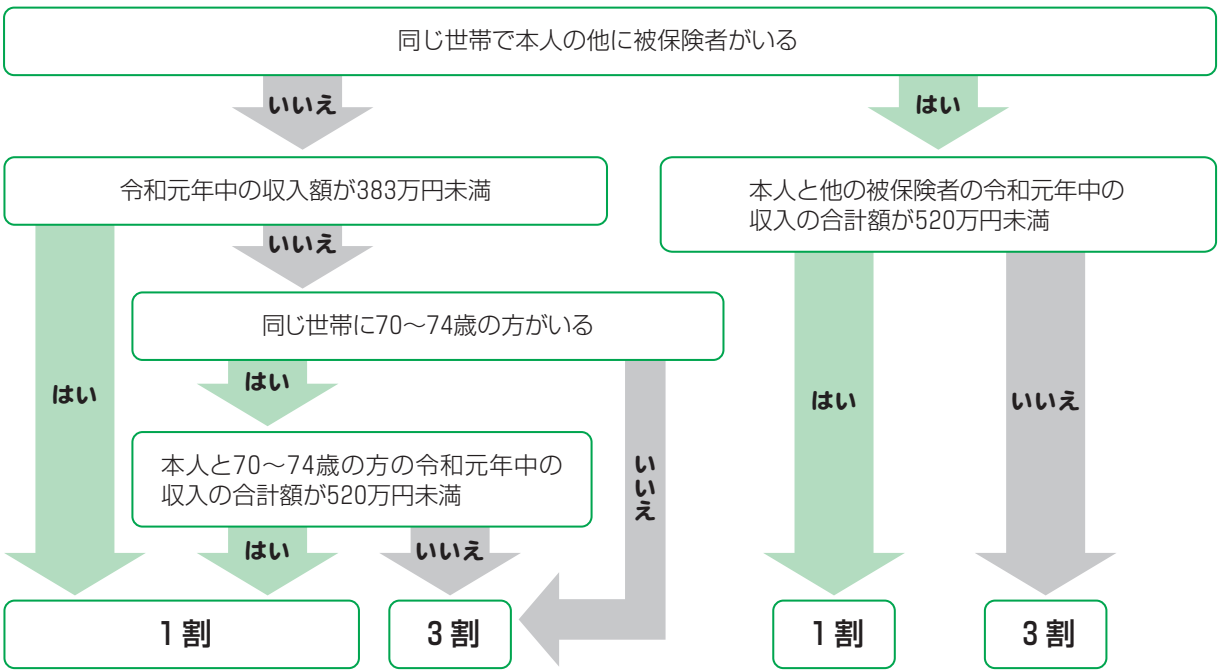 同じ世帯で本人の他に被保険者がいる
いいえ
はい
令和元年中の収入額が383万円未満
本人と他の被保険者の令和元年中の
収入の合計額が520万円未満
いいえ
同じ世帯に70〜74歳の方がいる
はい
はい
はい
いいえ
本人と70〜74歳の方の令和元年中の
収入の合計額が520万円未満
いいえ
はい
いいえ
1割
3割
1割
3割